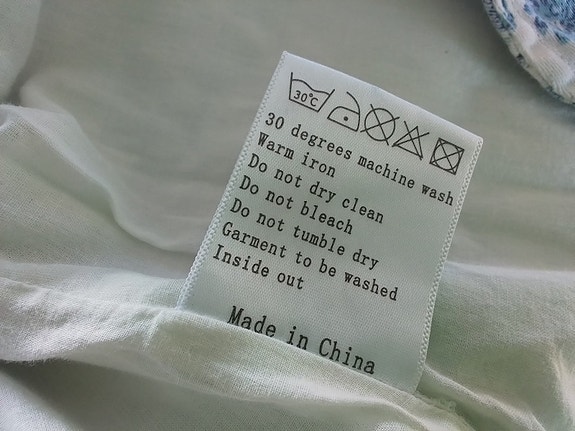 30°C
30 degrees machine wash
Warm iron
Do not dry clean
Do not bleach
Do not tumble dry
Garment to be washed
Inside out
Made in China